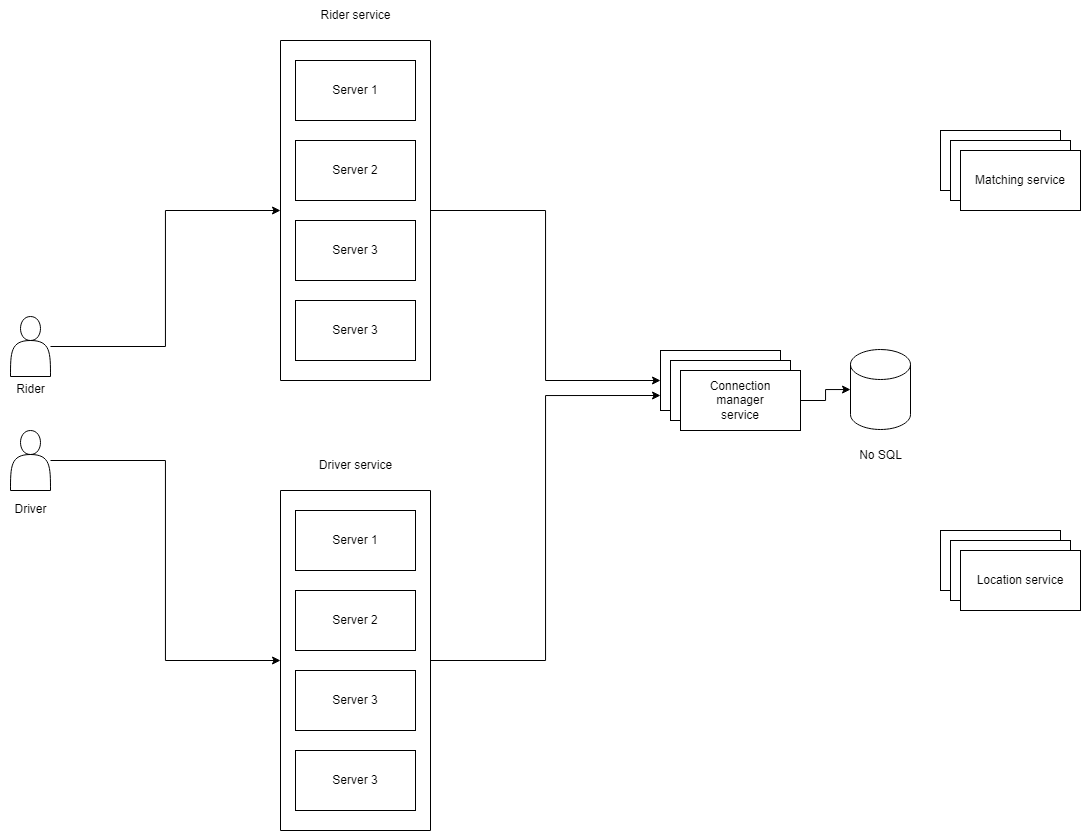 Rider service
Server 1
Server 2
Server 3
Server 3
Rider
Driver
Driver service
Server 1
Server 2
Server 3
Server 3
Connection
manager
service
No SQL
Matching service
Location service